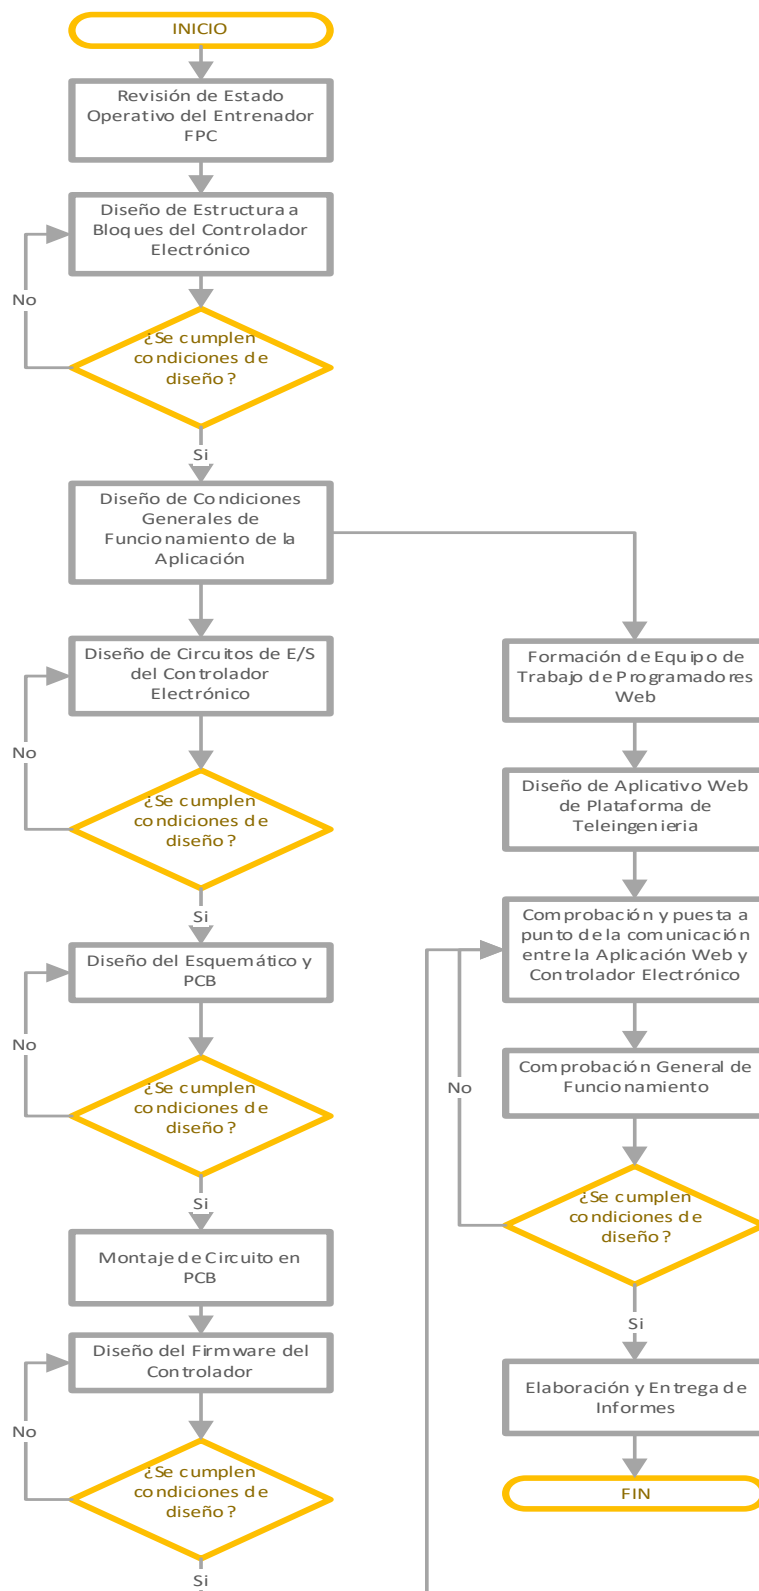 INICIO
Revisión de Estado
Operativo del Entrenador
FPC
Diseño de Estructura a
Bloques del Controlador
Electrónico
No
¿Se cumplen
condiciones de
diseño?
Si
Diseño de Condiciones
Generales de
Funcionamiento de la
Aplicación
Diseño de Circuitos de E/S
del Controlador
Electrónico
No
¿Se cumplen
condiciones de
diseño?
Si
Diseño del Esquemático y
PCB
No
¿Se cumplen
condiciones de
diseño?
Si
Montaje de Circuito en
PCB
Diseño del Firmware del
Controlador
No
¿Se cumplen
condiciones de
diseño?
Si
Formación de Equipo de
Trabajo de Programadores
Web
Diseño de Aplicativo Web
de Plataforma de
Teleingenieria
Comprobación y puesta a
punto de la comunicación
entre la Aplicación Web y
Controlador Electrónico
Comprobación General de
Funcionamiento
No
¿Se cumplen
condiciones de
diseño?
Si
Elaboración y Entrega de
Informes
FIN